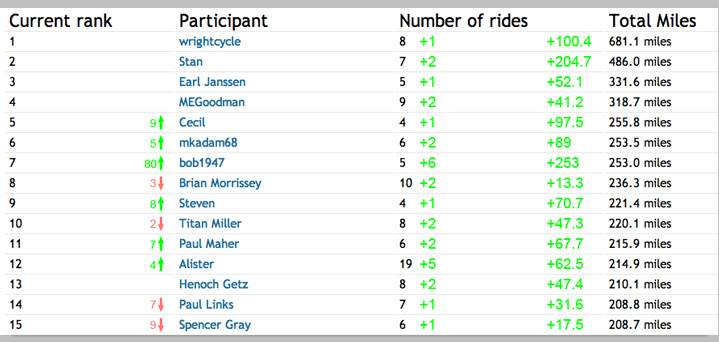 Current rank Participant Number of rides Total Miles
1 wrightcycle 8 +1 +100.4 681.1 miles
2 Stan 7 +2 +204.7 486.0 miles
3 Earl Janssen 5 +1 +52.1 331.6 miles
4 MEGoodman 9 +2 +41.2 318.7 miles
5 9↑ Cecil 4 +1 +97.5 255.8 miles
6 5↑ mkadam68 6 +2 +89 253.5 miles
7 80↑ bob1947 5 +6 +253 253.0 miles
8 3↓ Brian Morrissey 10 +2 +13.3 236.3 miles
9 8↑ Steven 4 +1 +70.7 221.4 miles
10 2↓ Titan Miller 8 +2 +47.3 220.1 miles
11 7↑ Paul Maher 6 +2 +67.7 215.9 miles
12 4↑ Alister 19 +5 +62.5 214.9 miles
13 Henoch Getz 8 +2 +47.4 210.1 miles
14 7↓ Paul Links 7 +1 +31.6 208.8 miles
15 9↓ Spencer Gray 6 +1 +17.5 208.7 miles